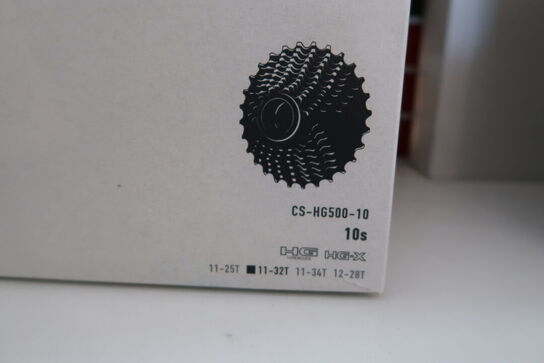 CS-HG500-10
10s
HG HG-X
11-25T ■ 11-32T 11-34T 12-28T